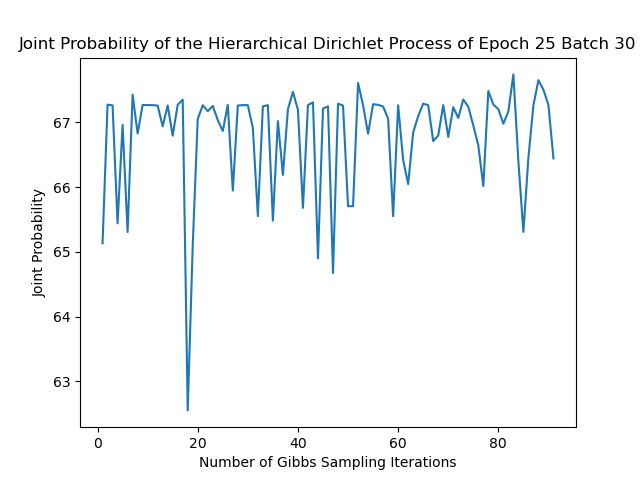 Joint Probability of the Hierarchical Dirichlet Process of Epoch 25 Batch 30
67
66
65
64
63
Joint Probability
0 20 40 60 80
Number of Gibbs Sampling Iterations